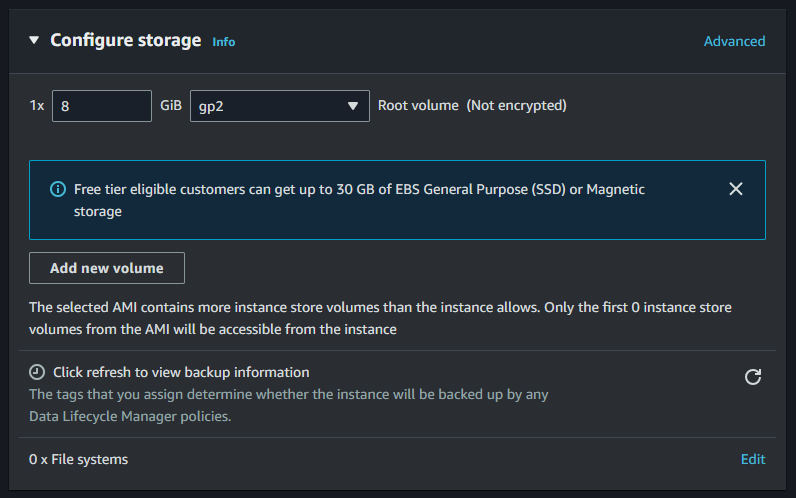 Configure storage Info Advanced
1x 8 GiB gp2 Root volume (Not encrypted)
Free tier eligible customers can get up to 30 GB of EBS General Purpose (SSD) or Magnetic
storage
Add new volume
The selected AMI contains more instance store volumes than the instance allows. Only the first 0 instance store
volumes from the AMI will be accessible from the instance
Click refresh to view backup information
The tags that you assign determine whether the instance will be backed up by any
Data Lifecycle Manager policies.
0 x File systems Edit